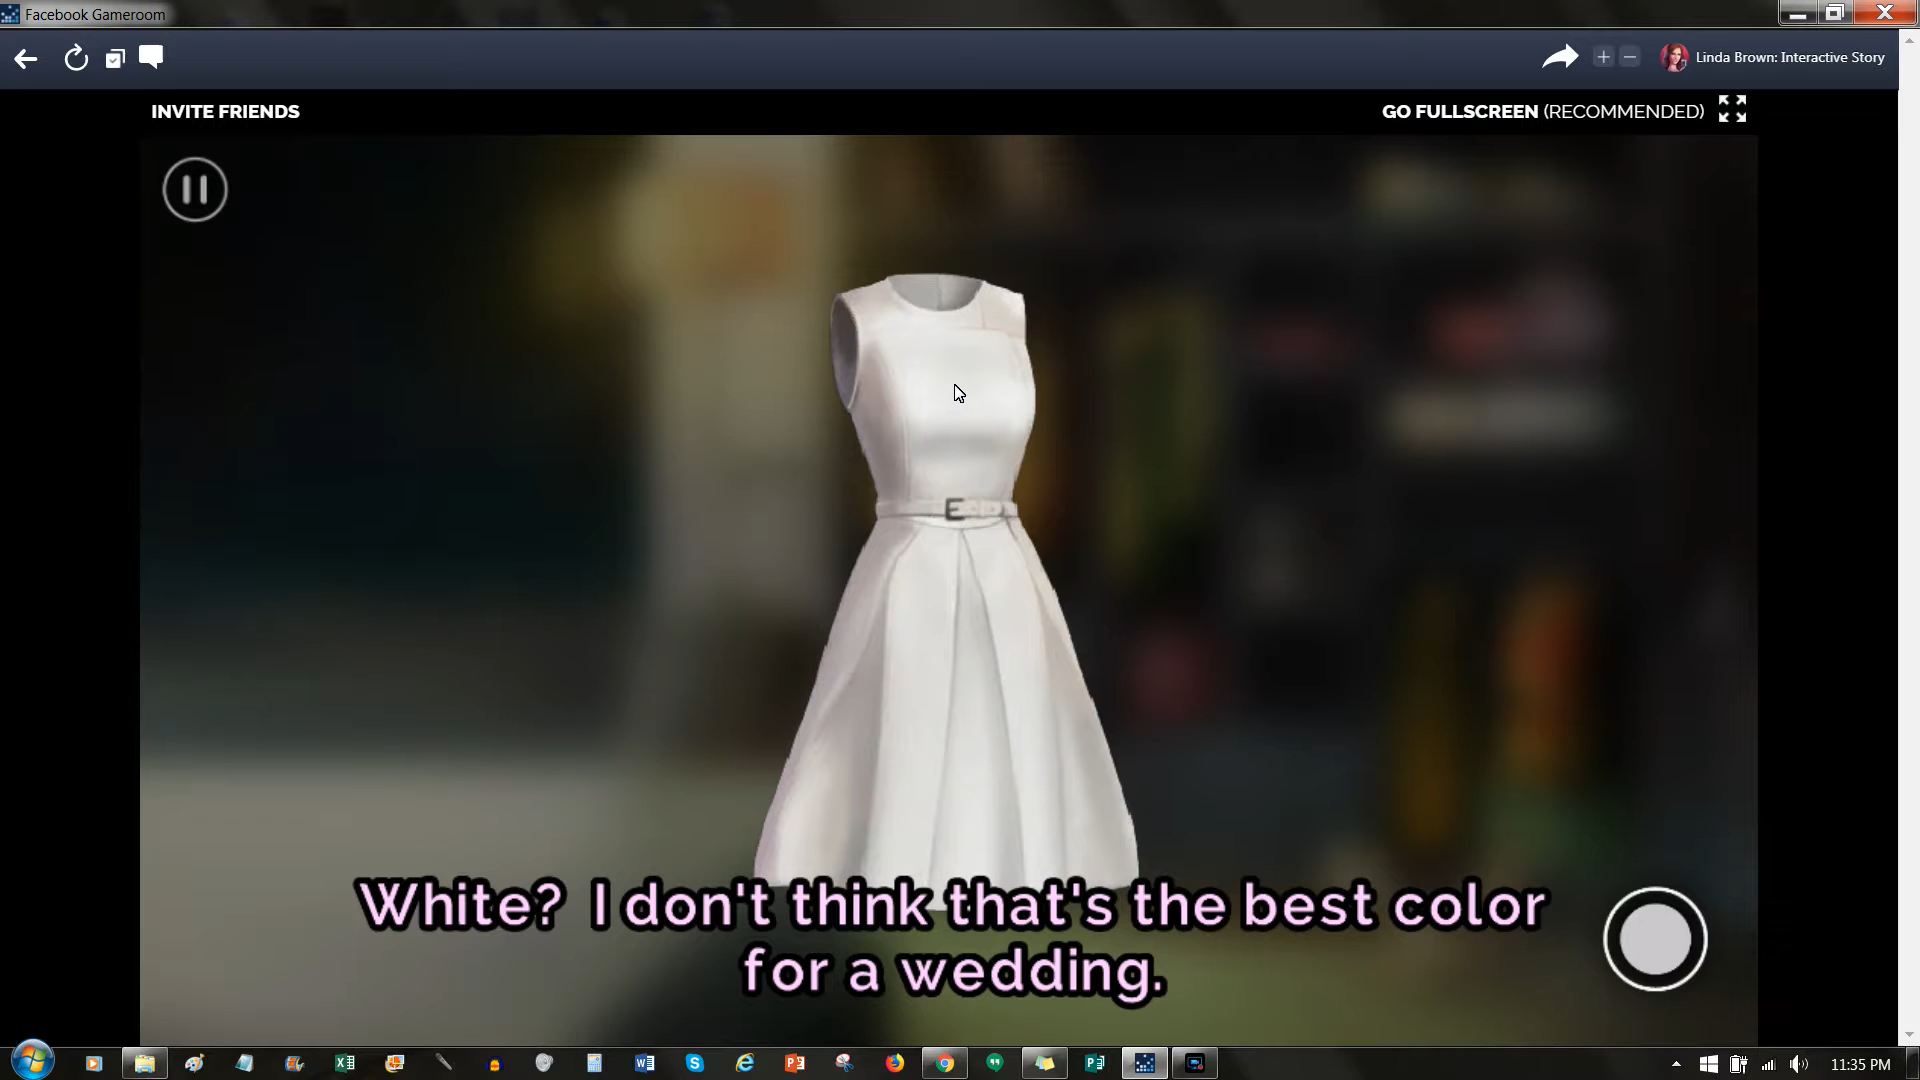 Facebook Gameroom
Linda Brown: Interactive Story
INVITE FRIENDS
GO FULLSCREEN (RECOMMENDED)
White? I don't think that's the best color
for a wedding.
11:35 PM